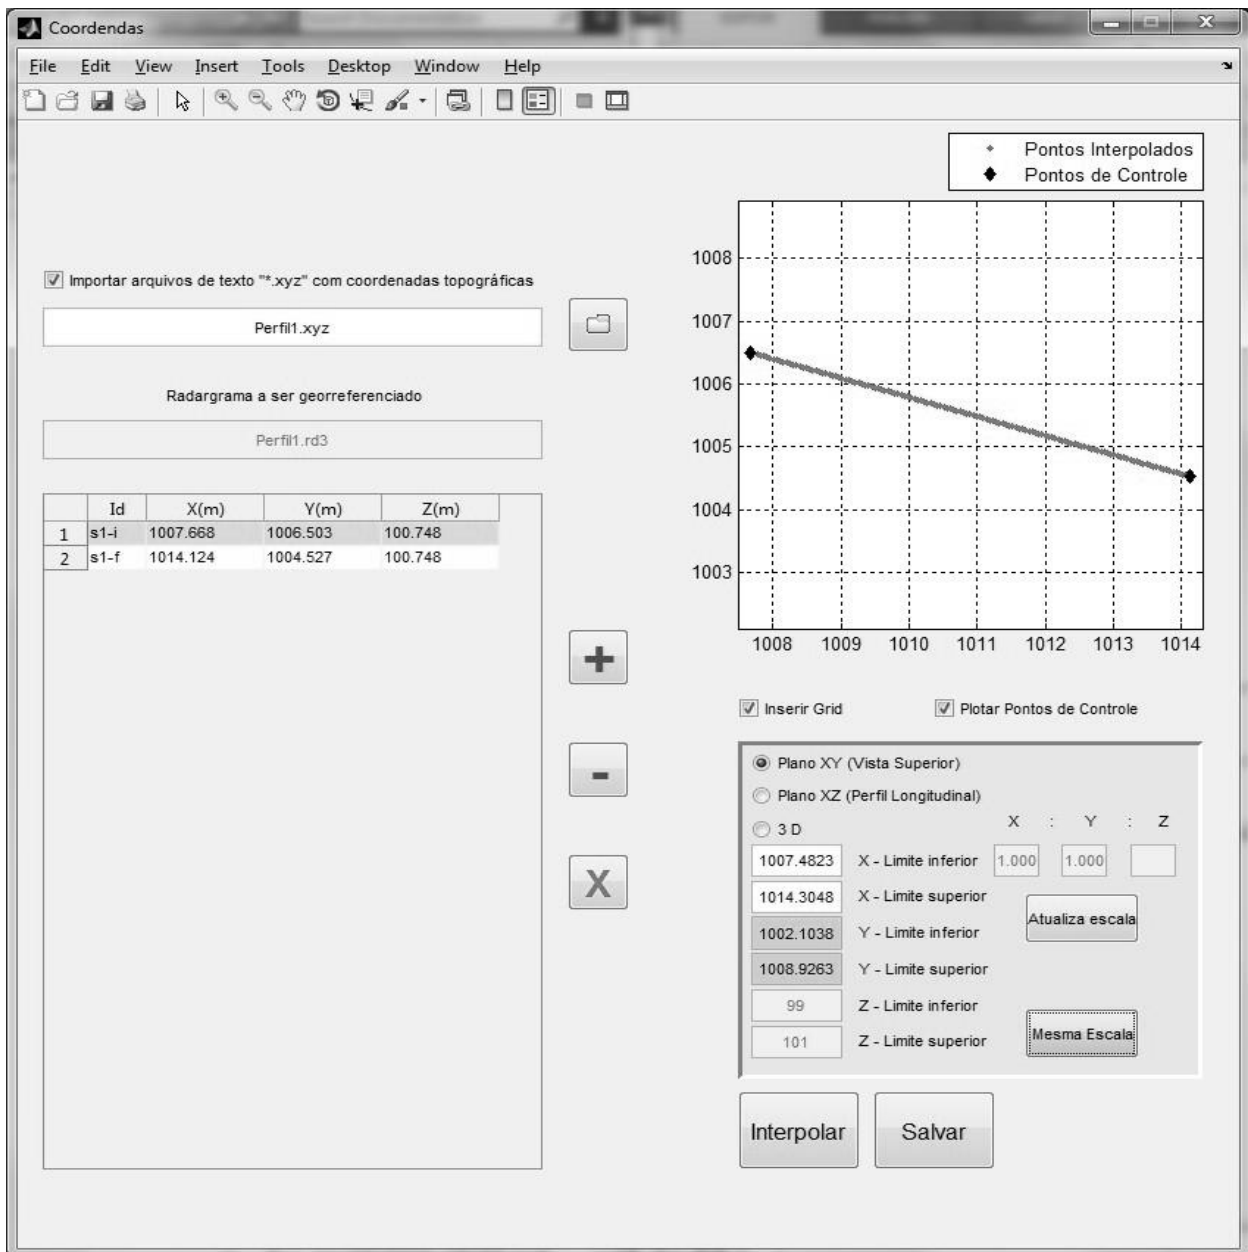 Coordendas
File Edit View Insert Tools Desktop Window Help
Importar arquivos de texto "*.xyz" com coordenadas topográficas
Perfil1.xyz
Radargrama a ser georreferenciado
Perfil1.rd3
Id X(m) Y(m) Z(m)
1 s1-i 1007.668 1006.503 100.748
2 s1-f 1014.124 1004.527 100.748
+
-
X
Pontos Interpolados
Pontos de Controle
1008
1007
1006
1005
1004
1003
1008 1009 1010 1011 1012 1013 1014
Inserir Grid Plotar Pontos de Controle
Plano XY (Vista Superior)
Plano XZ (Perfil Longitudinal)
3 D
X : Y : Z
1007.4823 X - Limite inferior 1.000 1.000
1014.3048 X - Limite superior
Atualiza escala
1002.1038 Y - Limite inferior
1008.9263 Y - Limite superior
99 Z - Limite inferior
101 Z - Limite superior
Mesma Escala
Interpolar Salvar